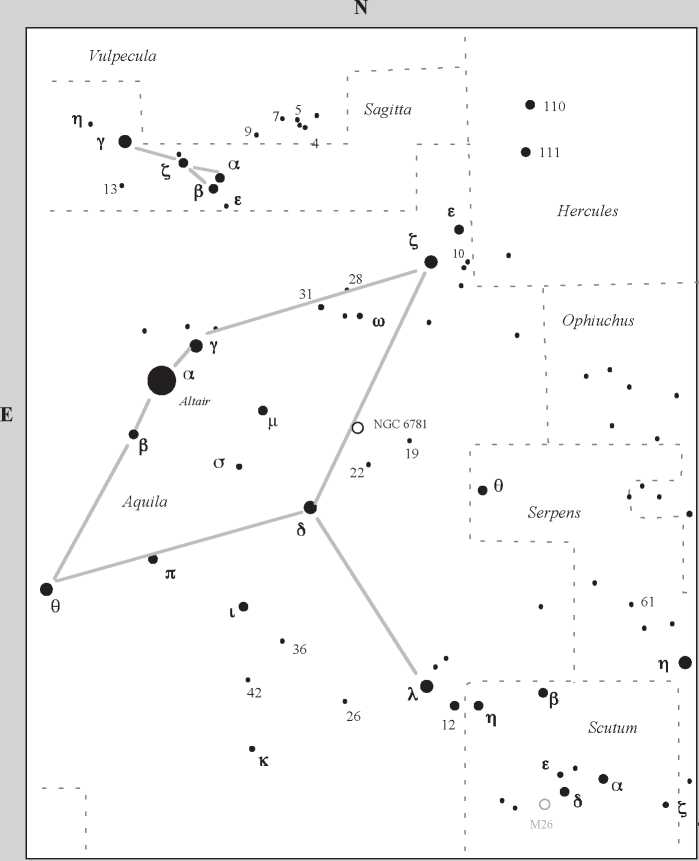 N
Vulpecula
η
γ
7
5
9
4
Sagitta
110
111
ζ
α
13
β
ε
ε
Hercules
ζ
10
28
31
ω
Ophiuchus
γ
α
Altair
E
μ
NGC 6781
β
19
σ
22
θ
Aquila
Serpens
δ
π
θ
ι
61
36
η
42
λ
β
26
12
η
Scutum
κ
ε
α
δ
ζ
M26